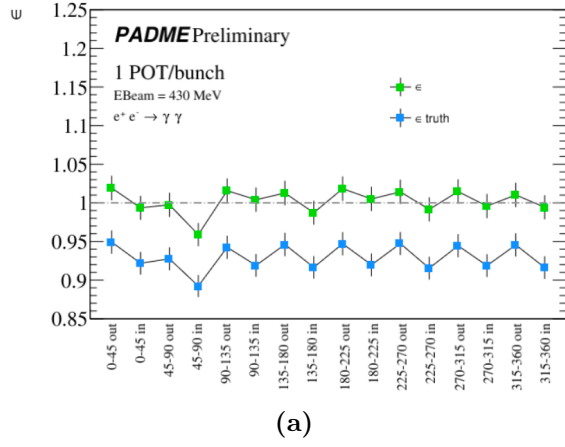 ∈
PADME Preliminary
1 POT/bunch
EBeam = 430 MeV
e⁺ e⁻ → γ γ
∈
∈ truth
1.25
1.2
1.15
1.1
1.05
1
0.95
0.9
0.85
0-45 out
0-45 in
45-90 out
45-90 in
90-135 out
90-135 in
135-180 out
135-180 in
180-225 out
180-225 in
225-270 out
225-270 in
270-315 out
270-315 in
315-360 out
315-360 in
(a)